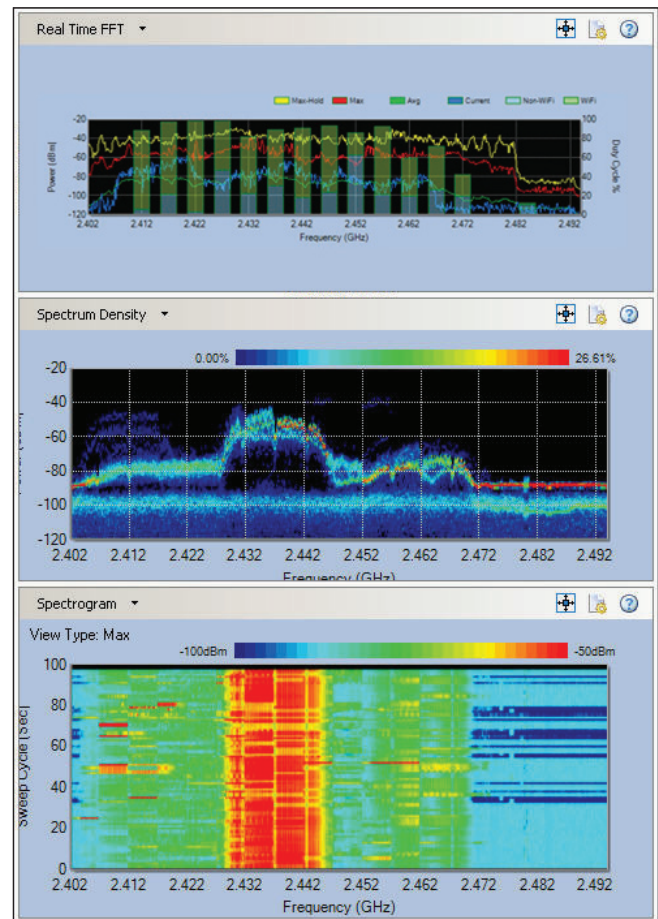 Real Time FFT
Max-Hold Max Avg Current Non-WiFi WiFi
Power [dBm]
-20
-40
-60
-80
-100
-120
100
80
60
40
20
0
Duty Cycle %
2.402 2.412 2.422 2.432 2.442 2.452 2.462 2.472 2.482 2.492
Frequency (GHz)
Spectrum Density
0.00% 26.61%
-20
-40
-60
-80
-100
-120
2.402 2.412 2.422 2.432 2.442 2.452 2.462 2.472 2.482 2.492
Frequency (GHz)
Spectrogram
View Type: Max
-100dBm -50dBm
Sweep Cycle [Sec]
100
80
60
40
20
0
2.402 2.412 2.422 2.432 2.442 2.452 2.462 2.472 2.482 2.492
Frequency (GHz)